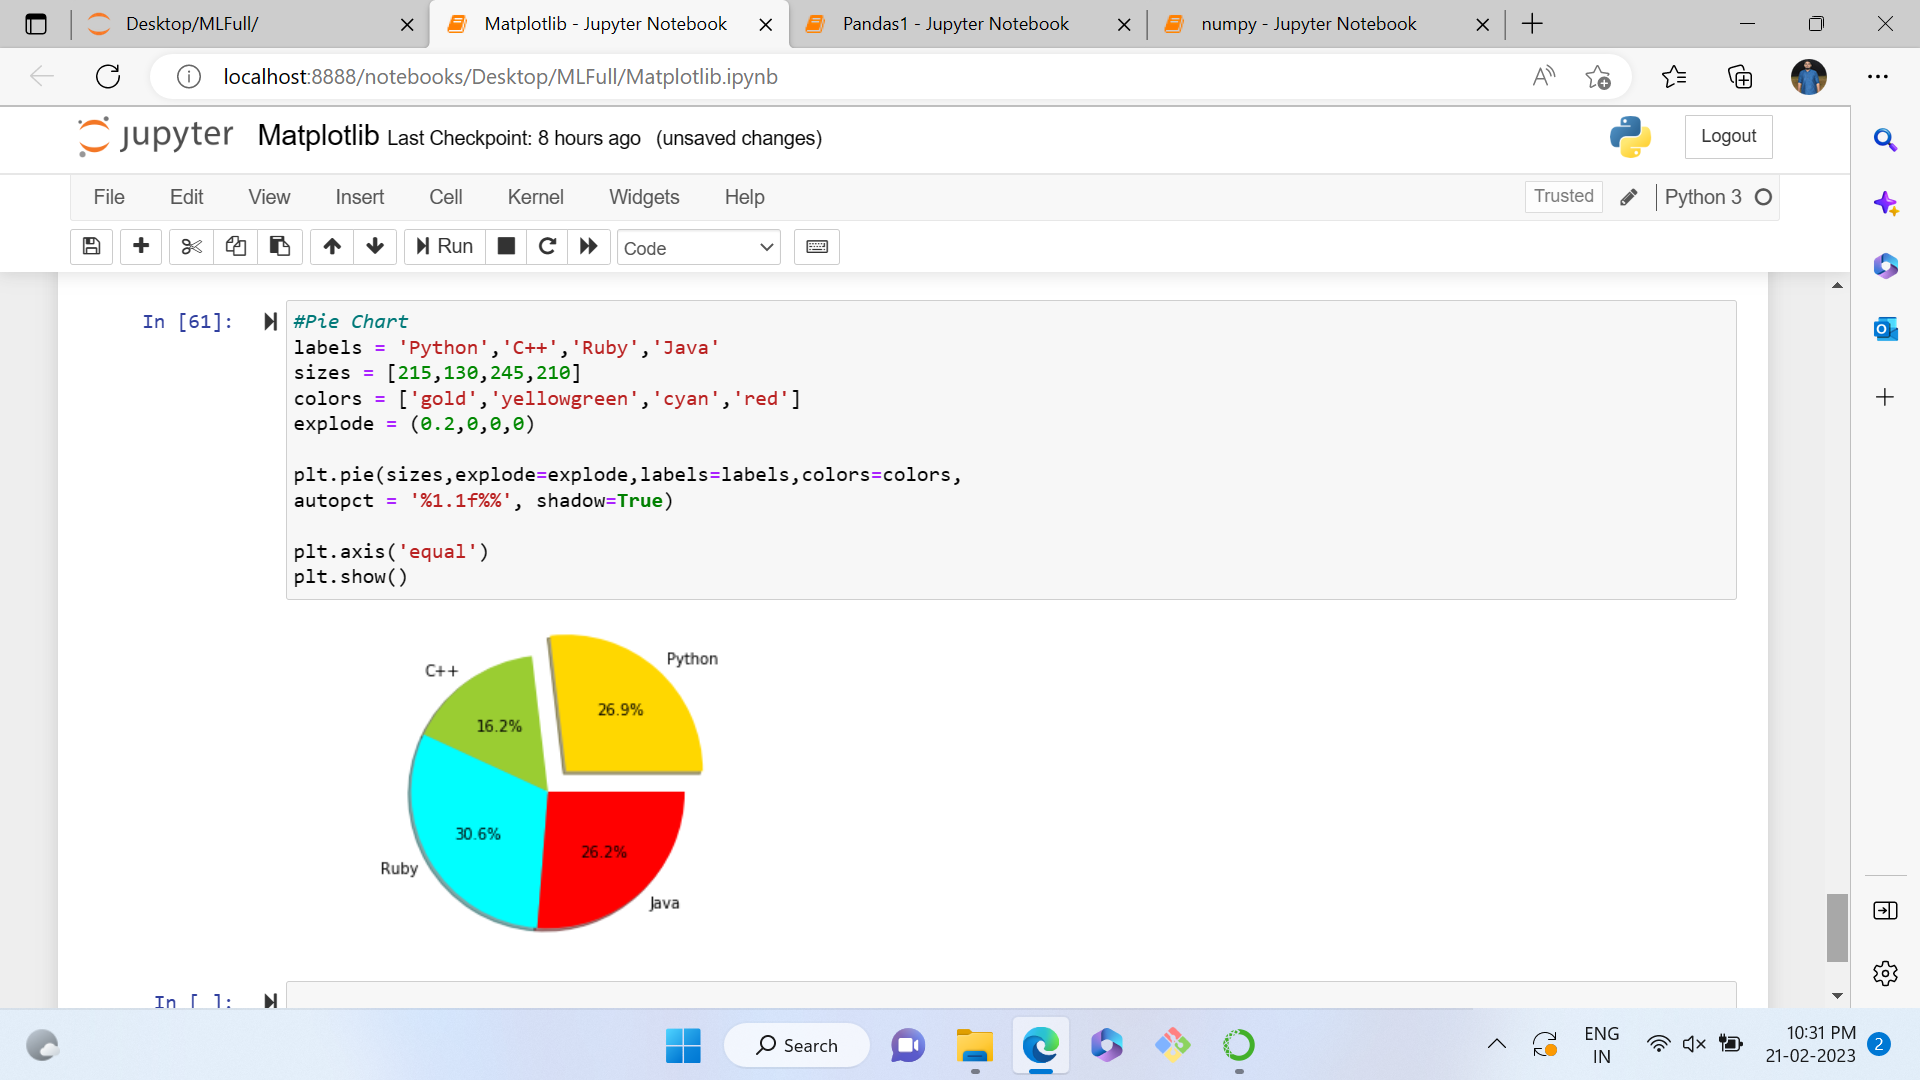 Desktop/MLFull/
Matplotlib - Jupyter Notebook
Pandas1 - Jupyter Notebook
numpy - Jupyter Notebook
localhost:8888/notebooks/Desktop/MLFull/Matplotlib.ipynb
jupyter Matplotlib Last Checkpoint: 8 hours ago (unsaved changes)
Logout
File Edit View Insert Cell Kernel Widgets Help
Trusted
Python 3
Run
Code
In [61]:
#Pie Chart
labels = 'Python','C++','Ruby','Java'
sizes = [215,130,245,210]
colors = ['gold','yellowgreen','cyan','red']
explode = (0.2,0,0,0)
plt.pie(sizes,explode=explode,labels=labels,colors=colors,
autopct = '%1.1f%%', shadow=True)
plt.axis('equal')
plt.show()
Python
C++
26.9%
16.2%
30.6%
26.2%
Ruby
Java
In [ ]:
Search
ENG
IN
10:31 PM
21-02-2023
2